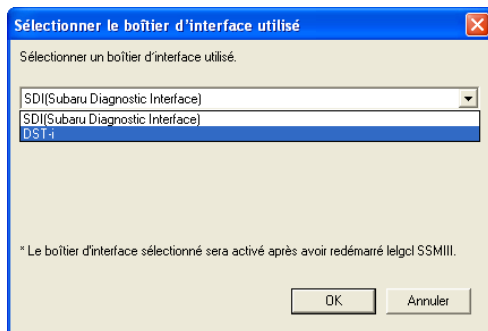 Sélectionner le boîtier d'interface utilisé
Sélectionner un boîtier d'interface utilisé.
SDI(Subaru Diagnostic Interface)
SDI(Subaru Diagnostic Interface)
DST-i
* Le boîtier d'interface sélectionné sera activé après avoir redémarré lelgcl SSMIII.
OK Annuler